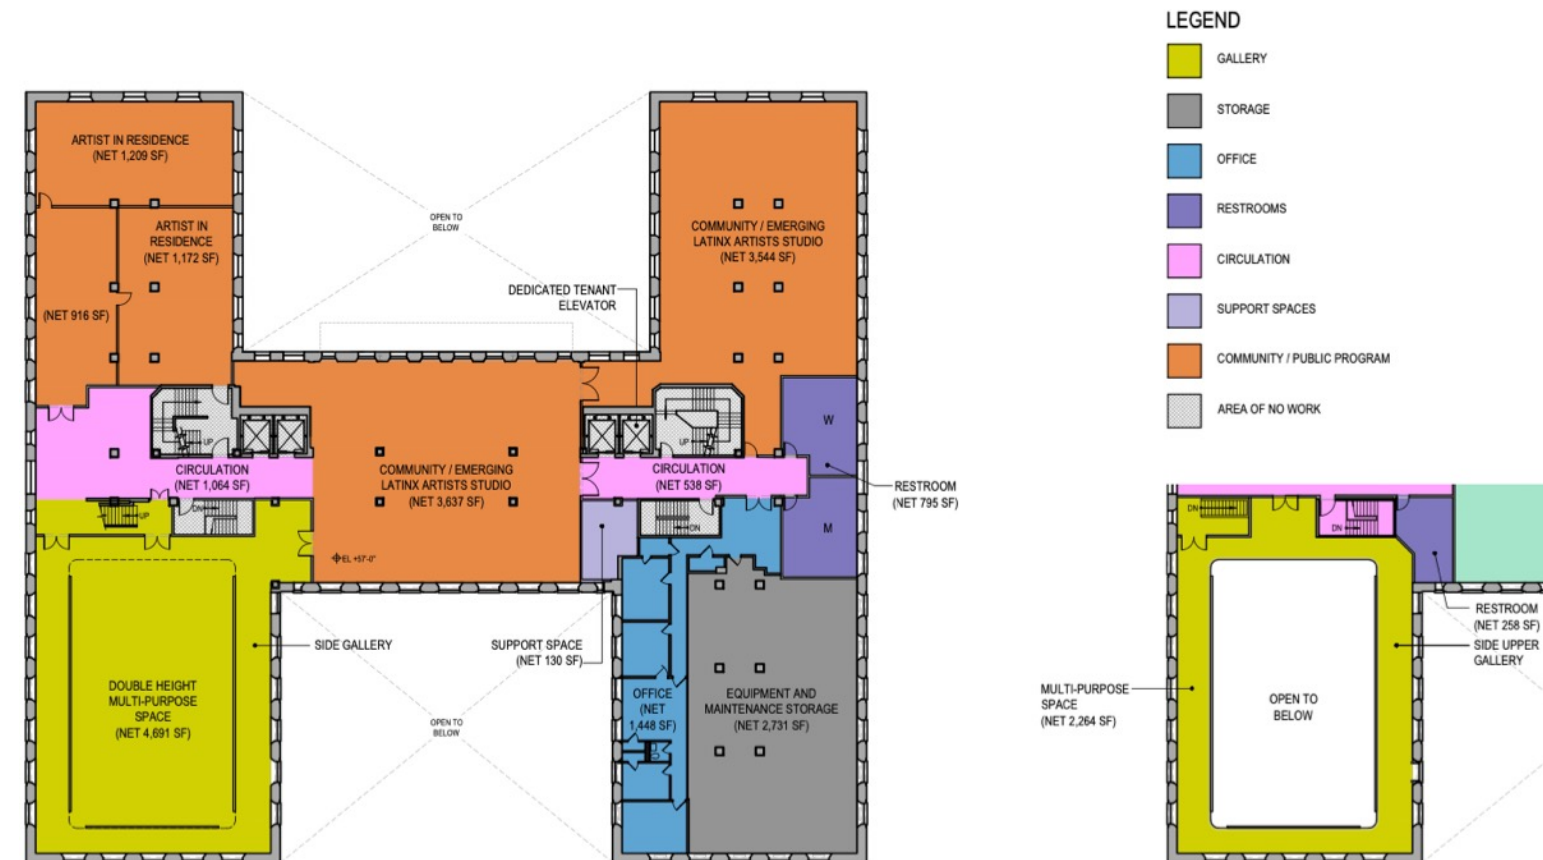 LEGEND
GALLERY
STORAGE
OFFICE
RESTROOMS
CIRCULATION
SUPPORT SPACES
COMMUNITY / PUBLIC PROGRAM
AREA OF NO WORK
ARTIST IN RESIDENCE
(NET 1,209 SF)
ARTIST IN
RESIDENCE
(NET 1,172 SF)
(NET 916 SF)
OPEN TO
BELOW
DEDICATED TENANT
ELEVATOR
COMMUNITY / EMERGING
LATINX ARTISTS STUDIO
(NET 3,544 SF)
UP
UP
W
CIRCULATION
(NET 1,064 SF)
COMMUNITY / EMERGING
LATINX ARTISTS STUDIO
(NET 3,637 SF)
CIRCULATION
(NET 538 SF)
RESTROOM
(NET 795 SF)
UP
DN
DN
M
EL +57'-0"
SIDE GALLERY
SUPPORT SPACE
(NET 130 SF)
DOUBLE HEIGHT
MULTI-PURPOSE
SPACE
(NET 4,691 SF)
OPEN TO
BELOW
OFFICE
(NET
1,448 SF)
EQUIPMENT AND
MAINTENANCE STORAGE
(NET 2,731 SF)
DN
DN
RESTROOM
(NET 258 SF)
SIDE UPPER
GALLERY
MULTI-PURPOSE
SPACE
(NET 2,264 SF)
OPEN TO
BELOW